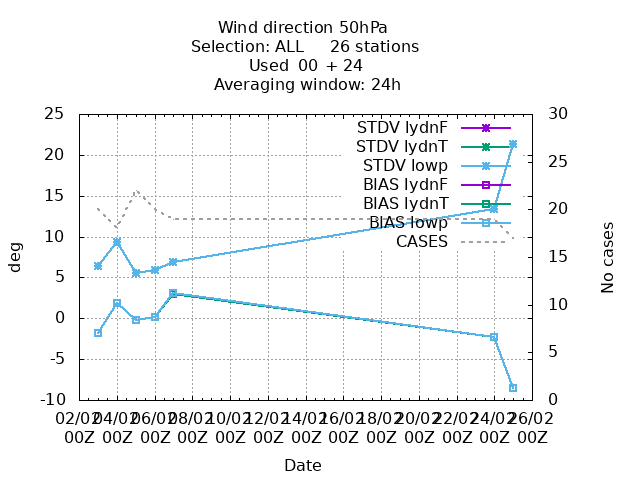 Wind direction 50hPa
Selection: ALL 26 stations
Used 00 + 24
Averaging window: 24h
25
20
15
10
5
0
-5
-10
deg
30
25
20
15
10
5
0
No cases
STDV lydnF
STDV lydnT
STDV lowp
BIAS lydnF
BIAS lydnT
BIAS lowp
CASES
02/02 04/02 06/02 08/02 10/02 12/02 14/02 16/02 18/02 20/02 22/02 24/02 26/02
00Z 00Z 00Z 00Z 00Z 00Z 00Z 00Z 00Z 00Z 00Z 00Z 00Z
Date